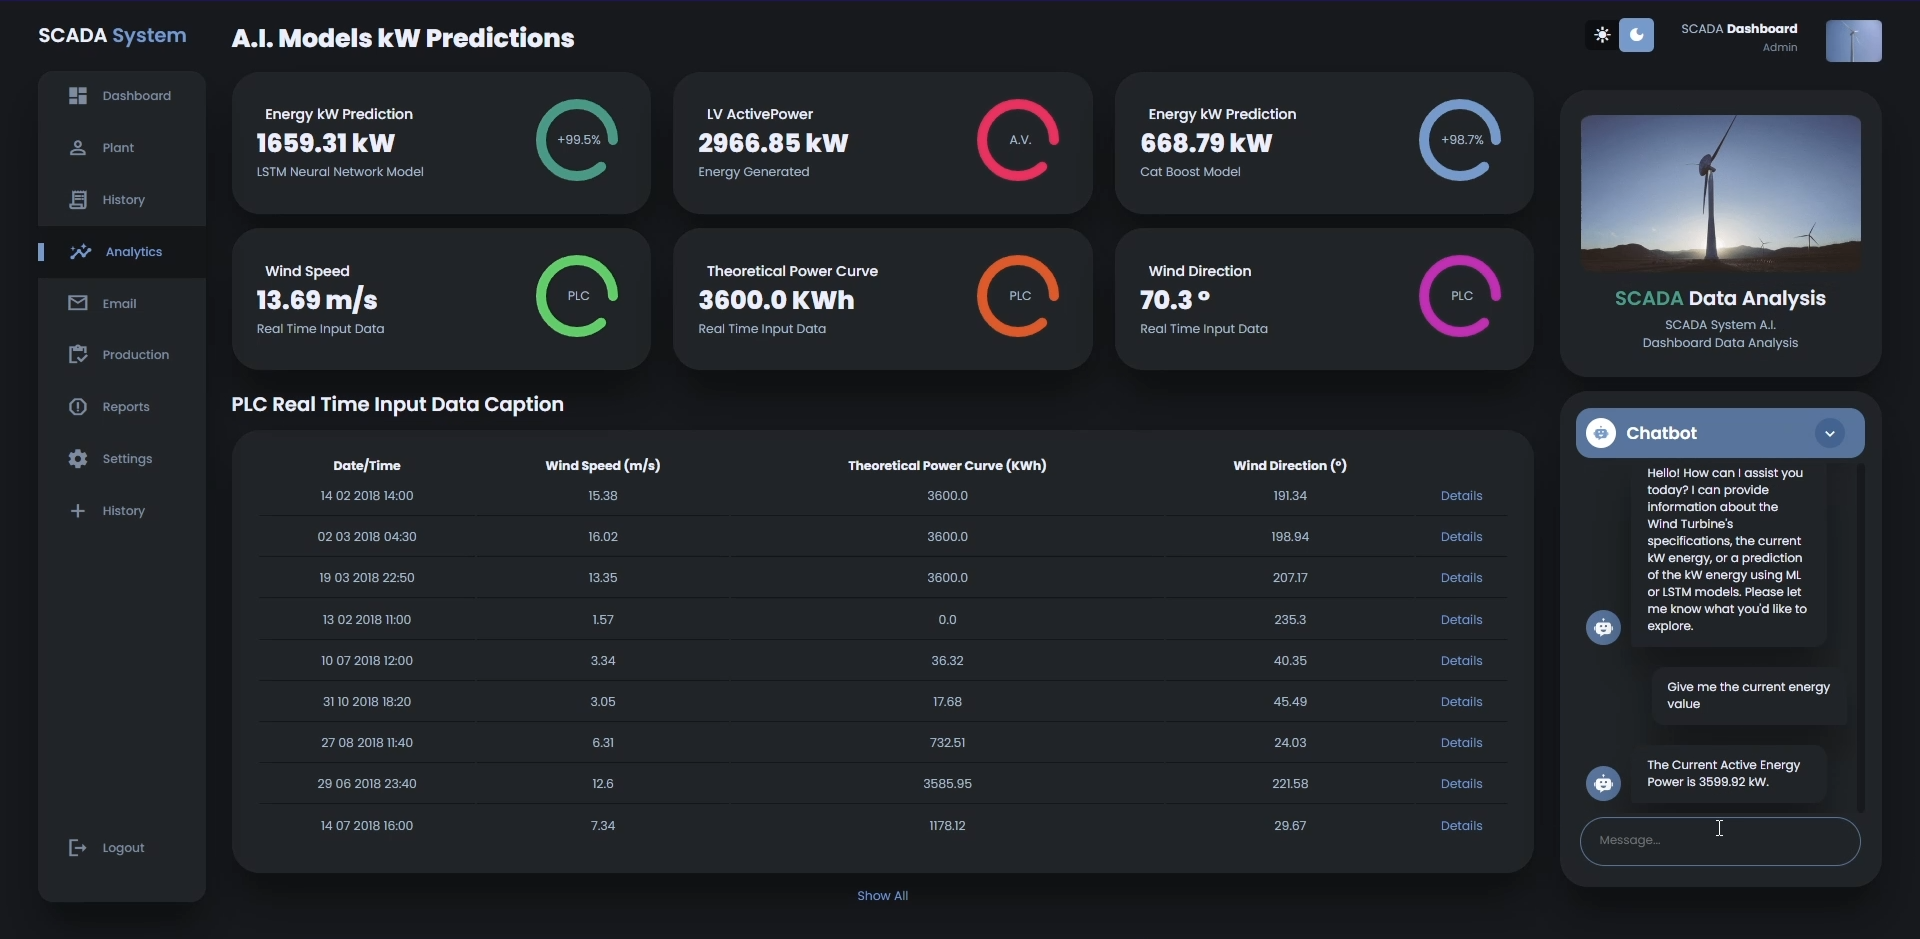 SCADA System
A.I. Models kW Predictions
SCADA Dashboard
Admin
Dashboard
Plant
History
Analytics
Email
Production
Reports
Settings
History
Logout
Energy kW Prediction
1659.31 kW
LSTM Neural Network Model
+99.5%
LV ActivePower
2966.85 kW
Energy Generated
A.V.
Energy kW Prediction
668.79 kW
Cat Boost Model
+98.7%
Wind Speed
13.69 m/s
Real Time Input Data
PLC
Theoretical Power Curve
3600.0 KWh
Real Time Input Data
PLC
Wind Direction
70.3 º
Real Time Input Data
PLC
PLC Real Time Input Data Caption
Date/Time Wind Speed (m/s) Theoretical Power Curve (KWh) Wind Direction (º)
14 02 2018 14:00 15.38 3600.0 191.34 Details
02 03 2018 04:30 16.02 3600.0 198.94 Details
19 03 2018 22:50 13.35 3600.0 207.17 Details
13 02 2018 11:00 1.57 0.0 235.3 Details
10 07 2018 12:00 3.34 36.32 40.35 Details
31 10 2018 18:20 3.05 17.68 45.49 Details
27 08 2018 11:40 6.31 732.51 24.03 Details
29 06 2018 23:40 12.6 3585.95 221.58 Details
14 07 2018 16:00 7.34 1178.12 29.67 Details
Show All
SCADA Data Analysis
SCADA System A.I.
Dashboard Data Analysis
Chatbot
Hello! How can I assist you
today? I can provide
information about the
Wind Turbine's
specifications, the current
kW energy, or a prediction
of the kW energy using ML
or LSTM models. Please let
me know what you'd like to
explore.
Give me the current energy
value
The Current Active Energy
Power is 3599.92 kW.
Message...